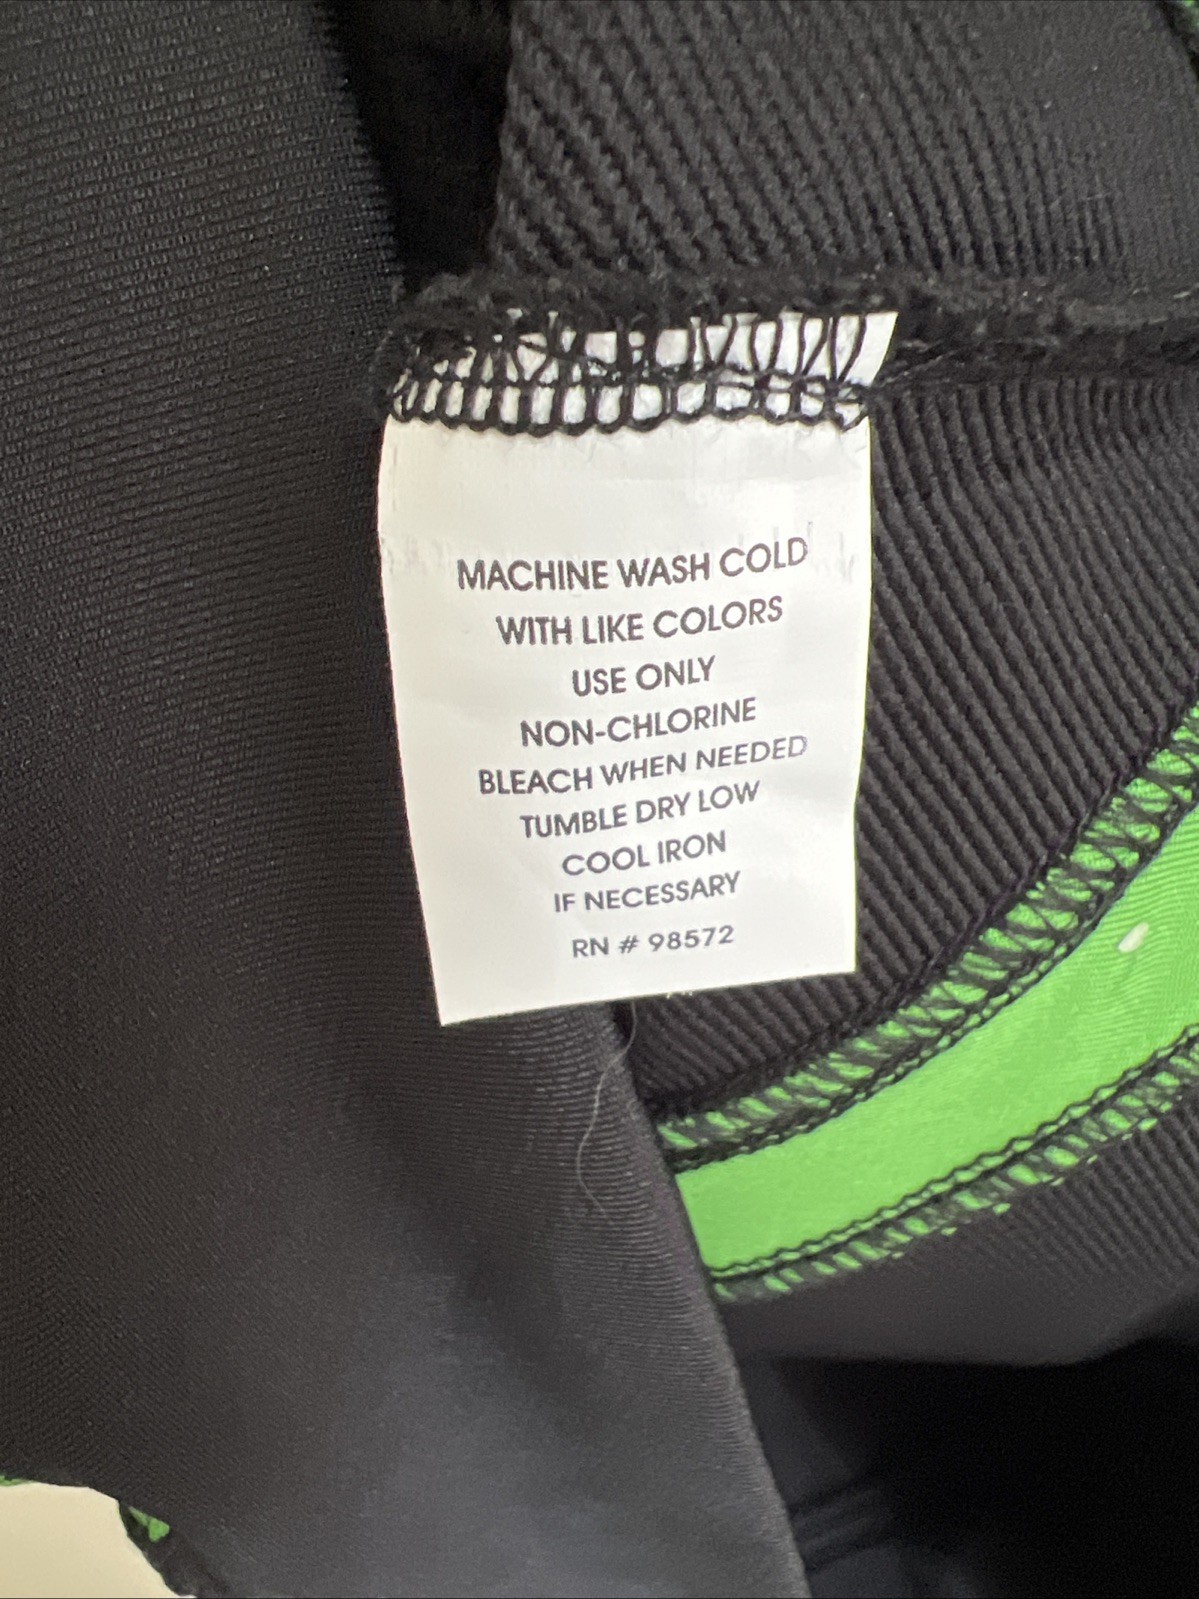 MACHINE WASH COLD
WITH LIKE COLORS
USE ONLY
NON-CHLORINE
BLEACH WHEN NEEDED
TUMBLE DRY LOW
COOL IRON
IF NECESSARY
RN # 98572